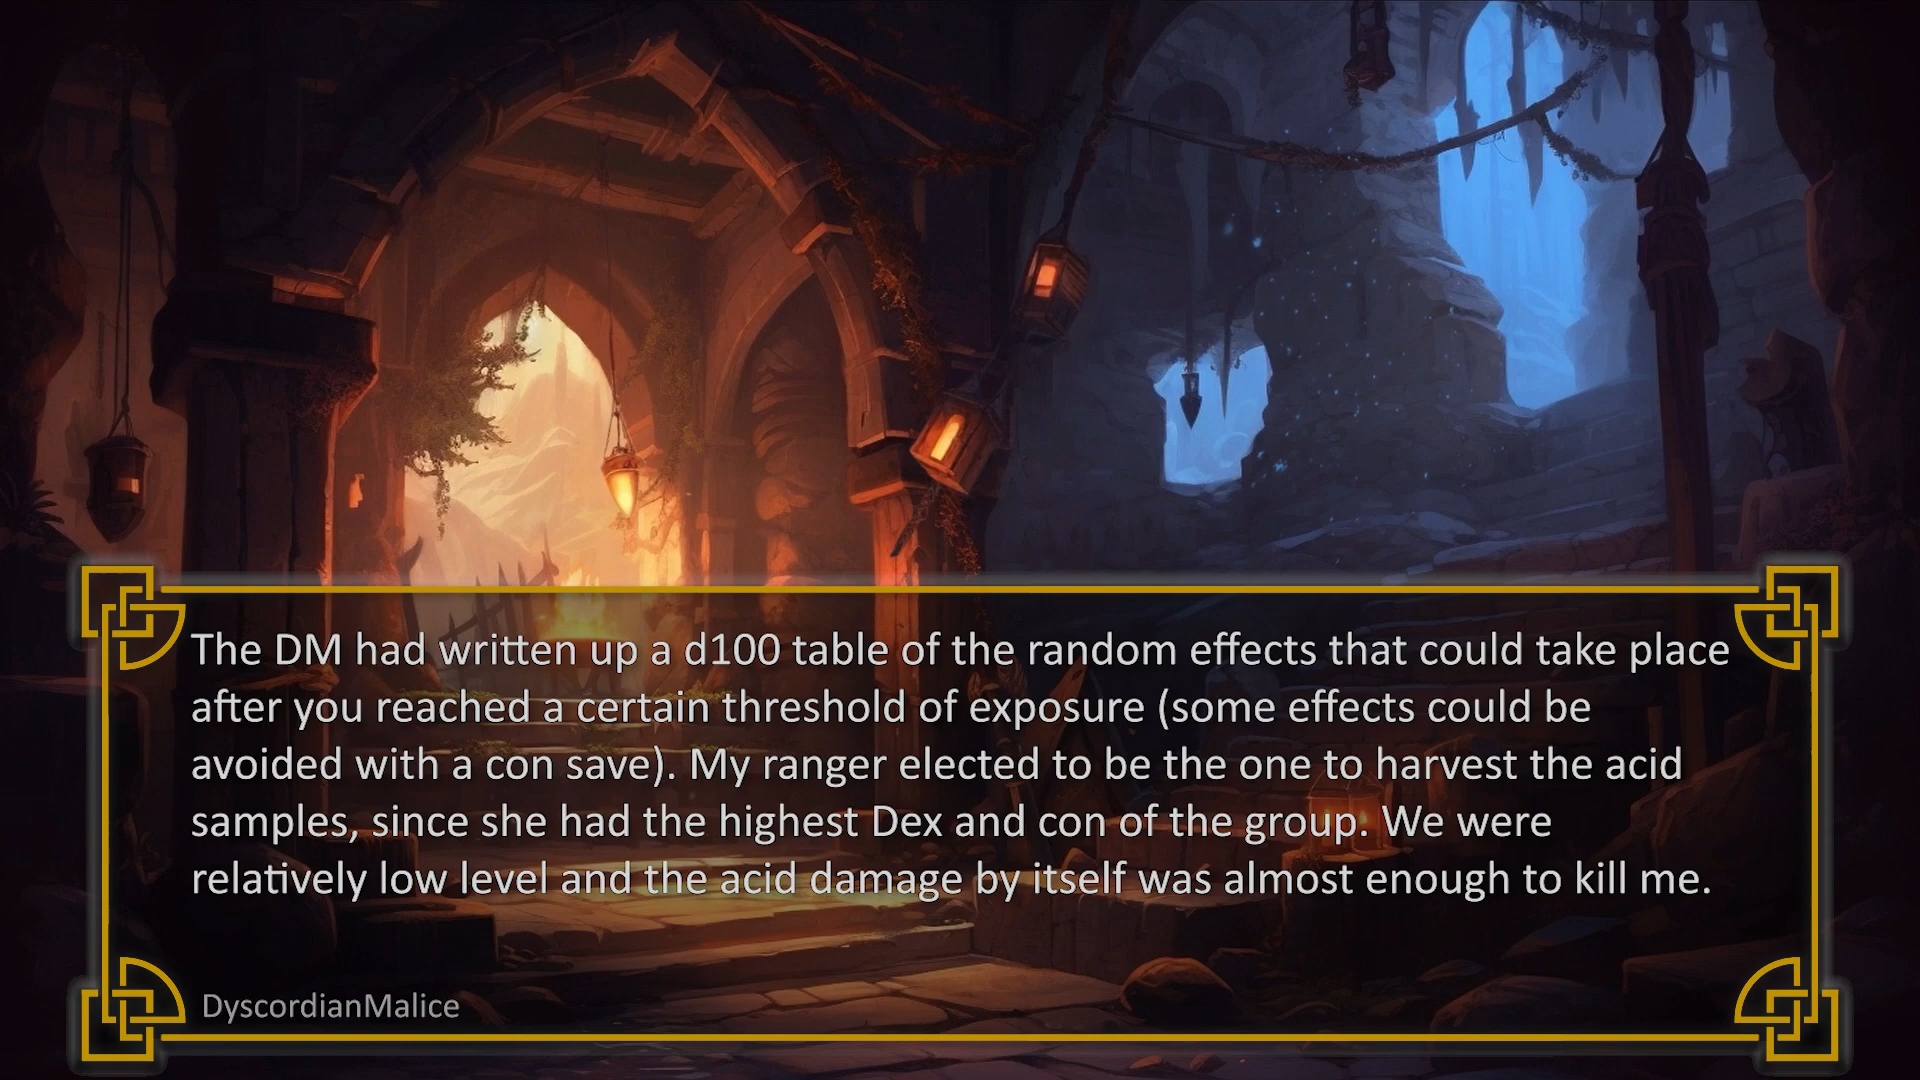 The DM had written up a d100 table of the random effects that could take place
after you reached a certain threshold of exposure (some effects could be
avoided with a con save). My ranger elected to be the one to harvest the acid
samples, since she had the highest Dex and con of the group. We were
relatively low level and the acid damage by itself was almost enough to kill me.
DyscordianMalice